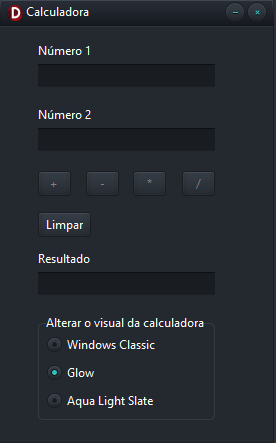 D Calculadora
Número 1
Número 2
+ - * /
Limpar
Resultado
Alterar o visual da calculadora
Windows Classic
Glow
Aqua Light Slate